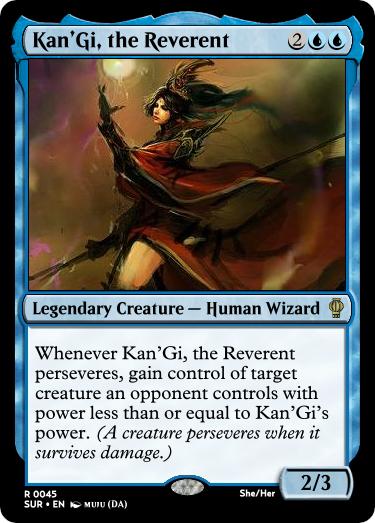 Kan'Gi, the Reverent 2
Legendary Creature — Human Wizard
Whenever Kan'Gi, the Reverent
perseveres, gain control of target
creature an opponent controls with
power less than or equal to Kan'Gi's
power. (A creature perseveres when it
survives damage.)
2/3
R 0045
She/Her
SUR • EN MUJU (DA)